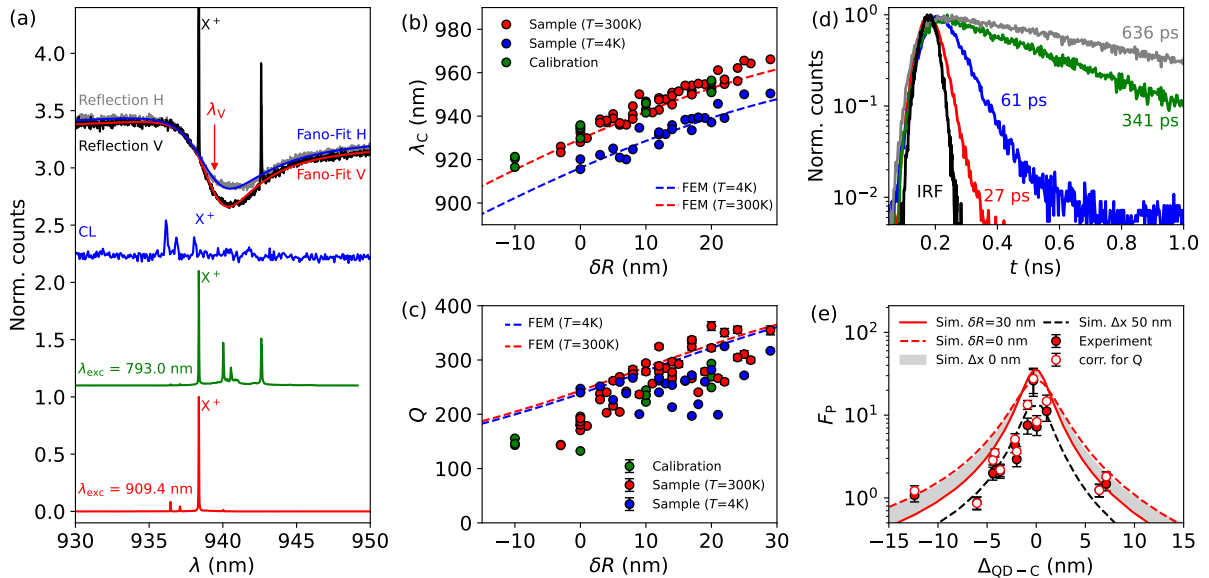 (a)
X⁺
Reflection H
λV
Fano-Fit H
Reflection V
Fano-Fit V
X⁺
CL
X⁺
λexc = 793.0 nm
X⁺
λexc = 909.4 nm
4.0
3.5
3.0
2.5
2.0
1.5
1.0
0.5
0.0
Norm. counts
930
935
940
945
950
λ (nm)
(b)
Sample (T=300K)
Sample (T=4K)
Calibration
FEM (T=4K)
FEM (T=300K)
980
960
940
920
900
λC (nm)
−10
0
10
20
30
δR (nm)
(c)
FEM (T=4K)
FEM (T=300K)
Calibration
Sample (T=300K)
Sample (T=4K)
400
300
200
100
0
Q
−10
0
10
20
30
δR (nm)
(d)
636 ps
61 ps
341 ps
IRF
27 ps
10⁰
10⁻¹
10⁻²
Norm. counts
0.2
0.4
0.6
0.8
1.0
t (ns)
(e)
Sim. δR=30 nm
Sim. δR=0 nm
Sim. Δx 0 nm
Sim. Δx 50 nm
Experiment
corr. for Q
10²
10¹
10⁰
FP
−15
−10
−5
0
5
10
15
ΔQD−C (nm)